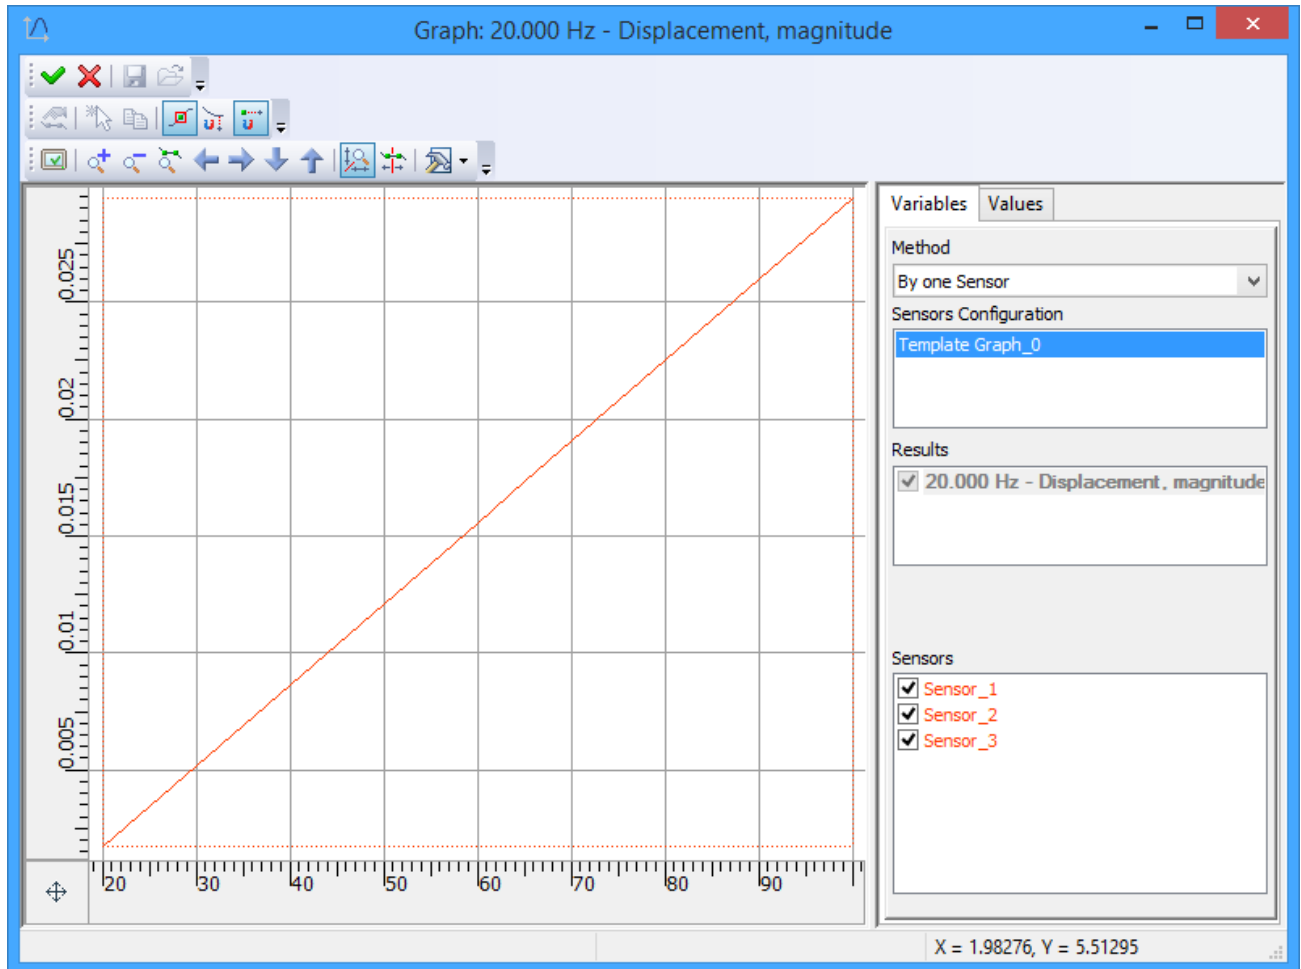 Graph: 20.000 Hz - Displacement, magnitude
Variables
Values
Method
By one Sensor
Sensors Configuration
Template Graph_0
Results
20.000 Hz - Displacement, magnitude
Sensors
Sensor_1
Sensor_2
Sensor_3
0.025
0.02
0.015
0.01
0.005
20 30 40 50 60 70 80 90
X = 1.98276, Y = 5.51295